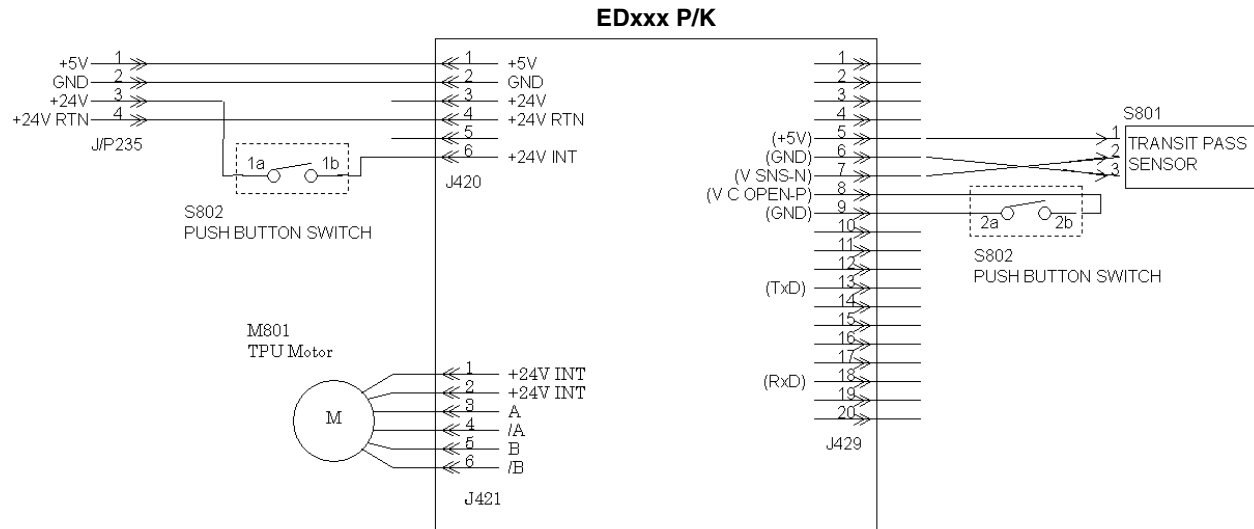 EDxxx P/K
+5V 1
GND 2
+24V 3
+24V RTN 4
J/P235
1a 1b
S802
PUSH BUTTON SWITCH
1 +5V
2 GND
3 +24V
4 +24V RTN
5
6 +24V INT
J420
M801
TPU Motor
M
1 +24V INT
2 +24V INT
3 A
4 /A
5 B
6 /B
J421
1
2
3
4
(+5V) 5
(GND) 6
(V SNS-N) 7
(V C OPEN-P) 8
(GND) 9
10
11
12
(TxD) 13
14
15
16
17
(RxD) 18
19
20
J429
S801
1 TRANSIT PASS
2 SENSOR
3
2a 2b
S802
PUSH BUTTON SWITCH